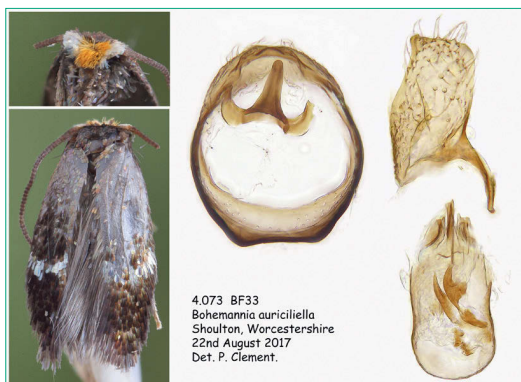 4.073 BF33
Bohemannia auriciliella
Shoulton, Worcestershire
22nd August 2017
Det. P. Clement.